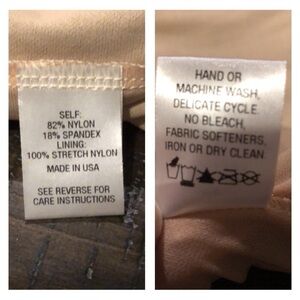 SELF:
82% NYLON
18% SPANDEX
LINING:
100% STRETCH NYLON
MADE IN USA
SEE REVERSE FOR
CARE INSTRUCTIONS
HAND OR
MACHINE WASH,
DELICATE CYCLE.
NO BLEACH,
FABRIC SOFTENERS,
IRON OR DRY CLEAN.